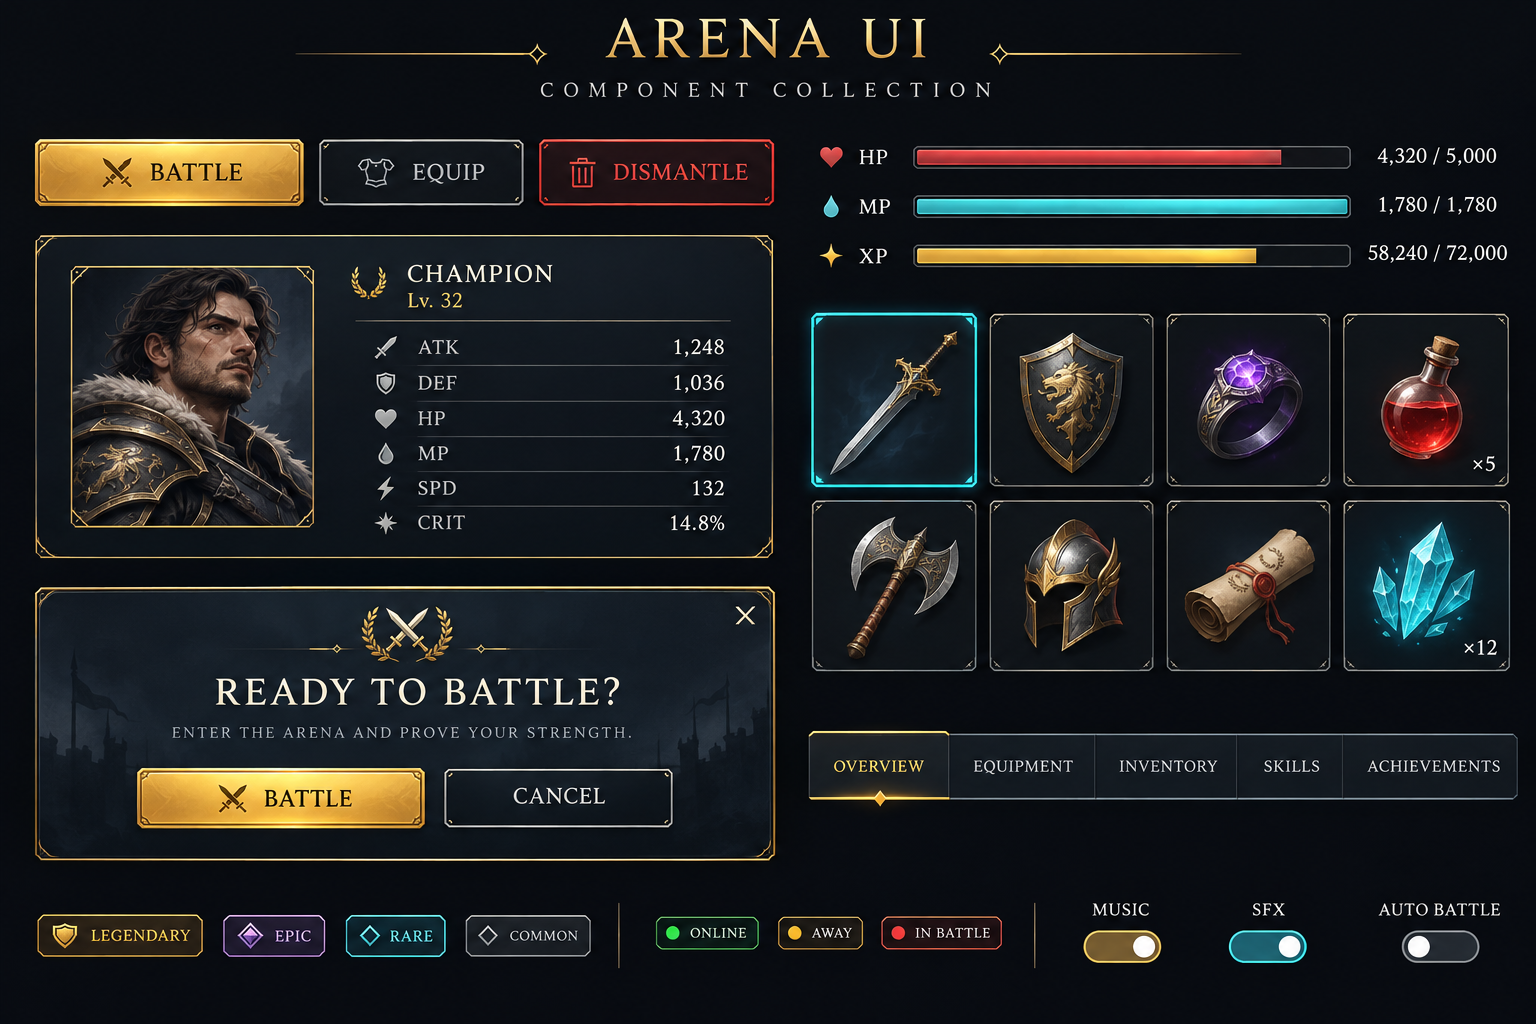 ARENA UI
COMPONENT COLLECTION
BATTLE
EQUIP
DISMANTLE
HP 4,320 / 5,000
MP 1,780 / 1,780
XP 58,240 / 72,000
CHAMPION
Lv. 32
ATK 1,248
DEF 1,036
HP 4,320
MP 1,780
SPD 132
CRIT 14.8%
×5
×12
READY TO BATTLE?
ENTER THE ARENA AND PROVE YOUR STRENGTH.
BATTLE
CANCEL
OVERVIEW
EQUIPMENT
INVENTORY
SKILLS
ACHIEVEMENTS
LEGENDARY
EPIC
RARE
COMMON
ONLINE
AWAY
IN BATTLE
MUSIC
SFX
AUTO BATTLE